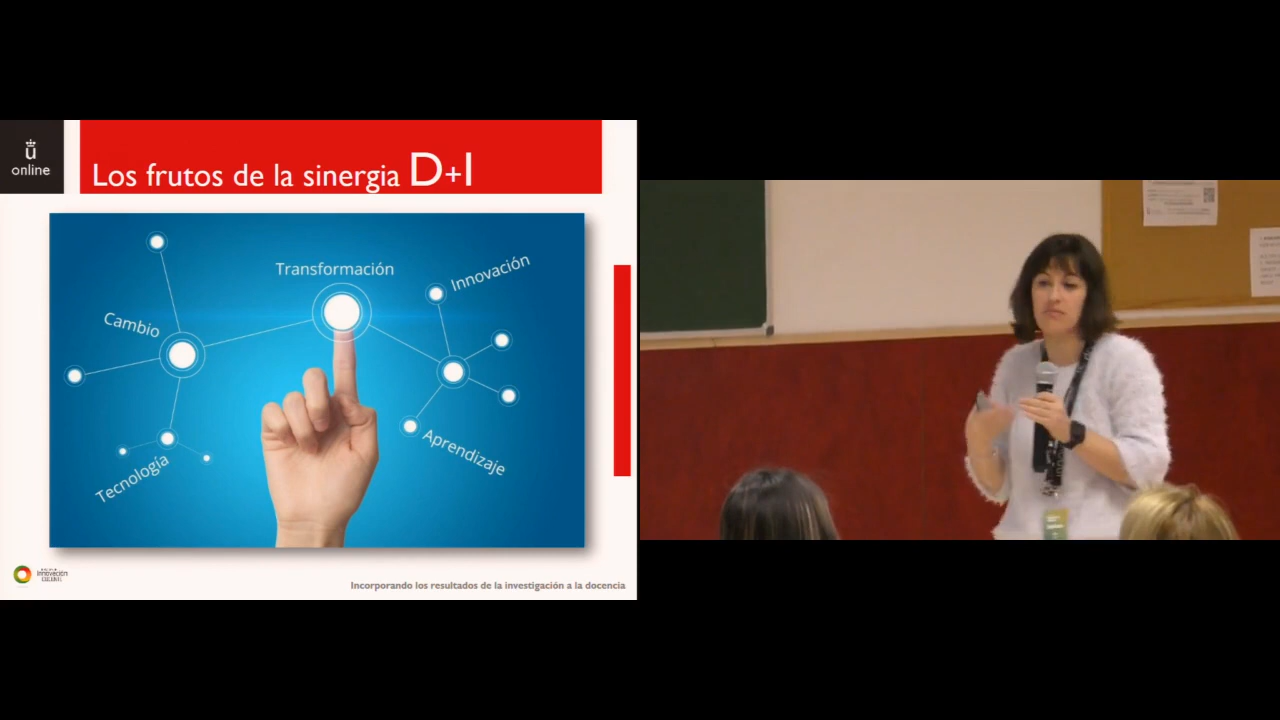 ü
online
Los frutos de la sinergia D+I
Transformación
Innovación
Cambio
Tecnología
Aprendizaje
innovación
Incorporando los resultados de la investigación a la docencia